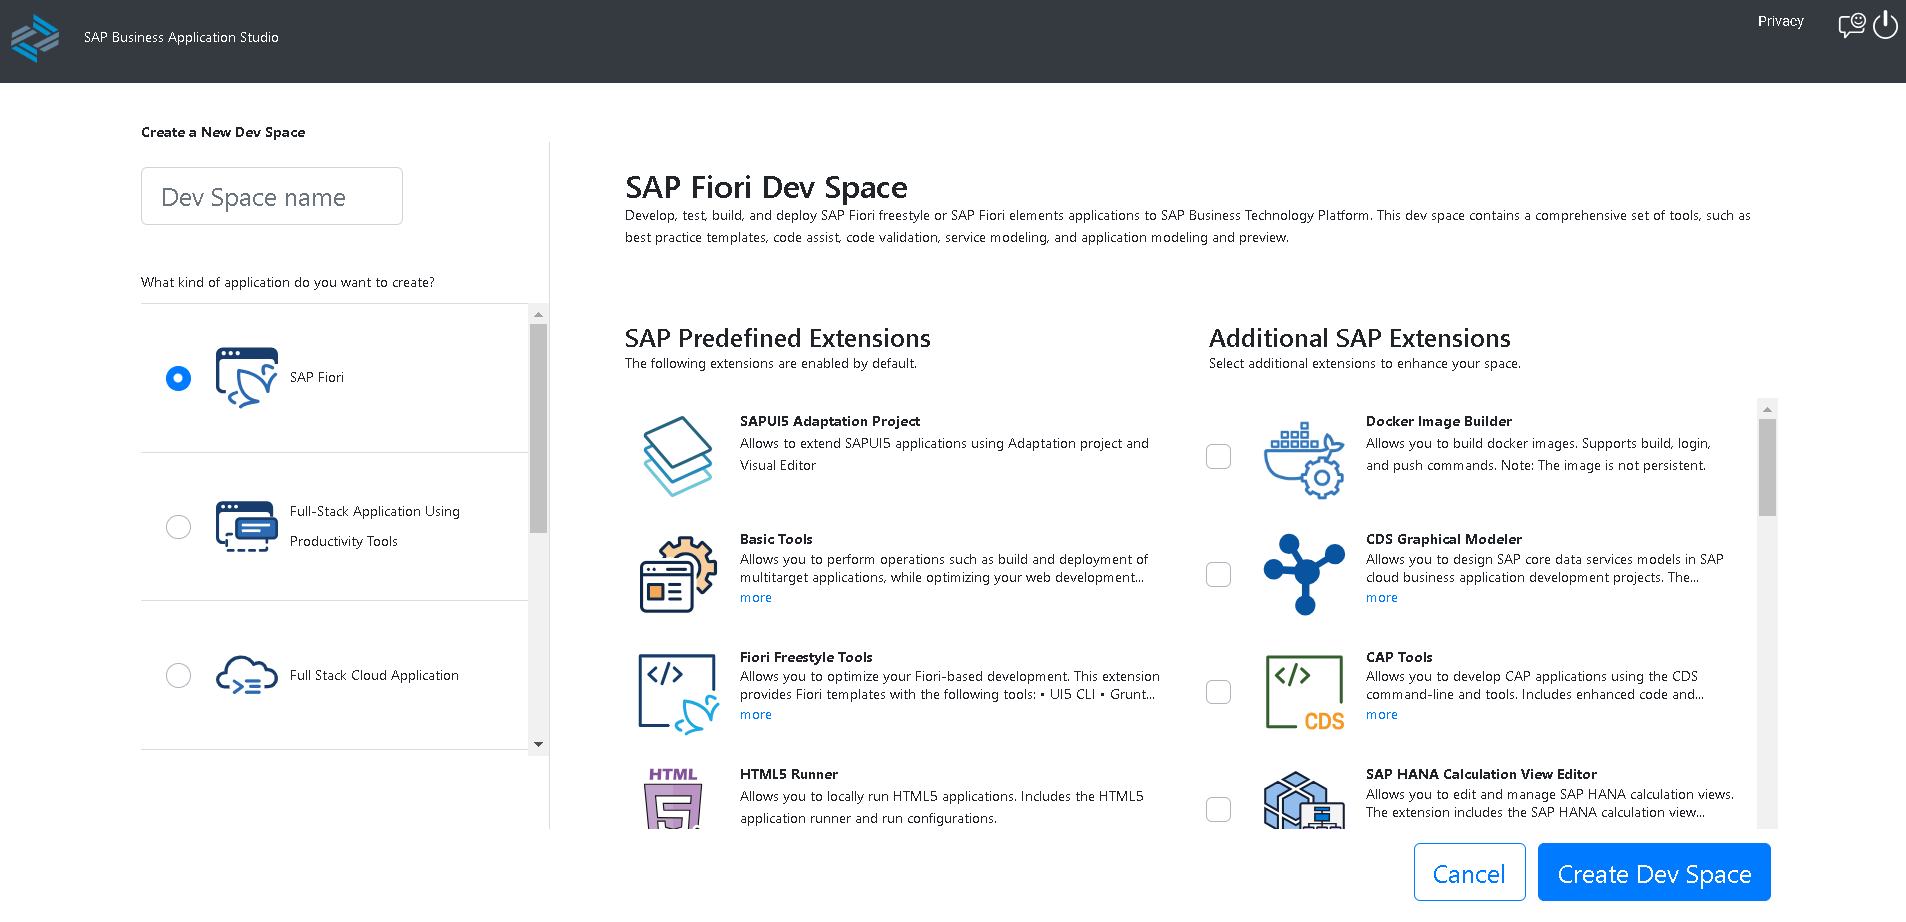 SAP Business Application Studio
Privacy
Create a New Dev Space
Dev Space name
What kind of application do you want to create?
SAP Fiori
Full-Stack Application Using
Productivity Tools
Full Stack Cloud Application
SAP Fiori Dev Space
Develop, test, build, and deploy SAP Fiori freestyle or SAP Fiori elements applications to SAP Business Technology Platform. This dev space contains a comprehensive set of tools, such as
best practice templates, code assist, code validation, service modeling, and application modeling and preview.
SAP Predefined Extensions
The following extensions are enabled by default.
SAPUI5 Adaptation Project
Allows to extend SAPUI5 applications using Adaptation project and
Visual Editor
Basic Tools
Allows you to perform operations such as build and deployment of
multitarget applications, while optimizing your web development...
more
</>
Fiori Freestyle Tools
Allows you to optimize your Fiori-based development. This extension
provides Fiori templates with the following tools: • UI5 CLI • Grunt...
more
HTML
HTML5 Runner
Allows you to locally run HTML5 applications. Includes the HTML5
application runner and run configurations.
Additional SAP Extensions
Select additional extensions to enhance your space.
Docker Image Builder
Allows you to build docker images. Supports build, login,
and push commands. Note: The image is not persistent.
CDS Graphical Modeler
Allows you to design SAP core data services models in SAP
cloud business application development projects. The...
more
</>
CDS
CAP Tools
Allows you to develop CAP applications using the CDS
command-line and tools. Includes enhanced code and...
more
SAP HANA Calculation View Editor
Allows you to edit and manage SAP HANA calculation views.
The extension includes the SAP HANA calculation view...
Cancel
Create Dev Space